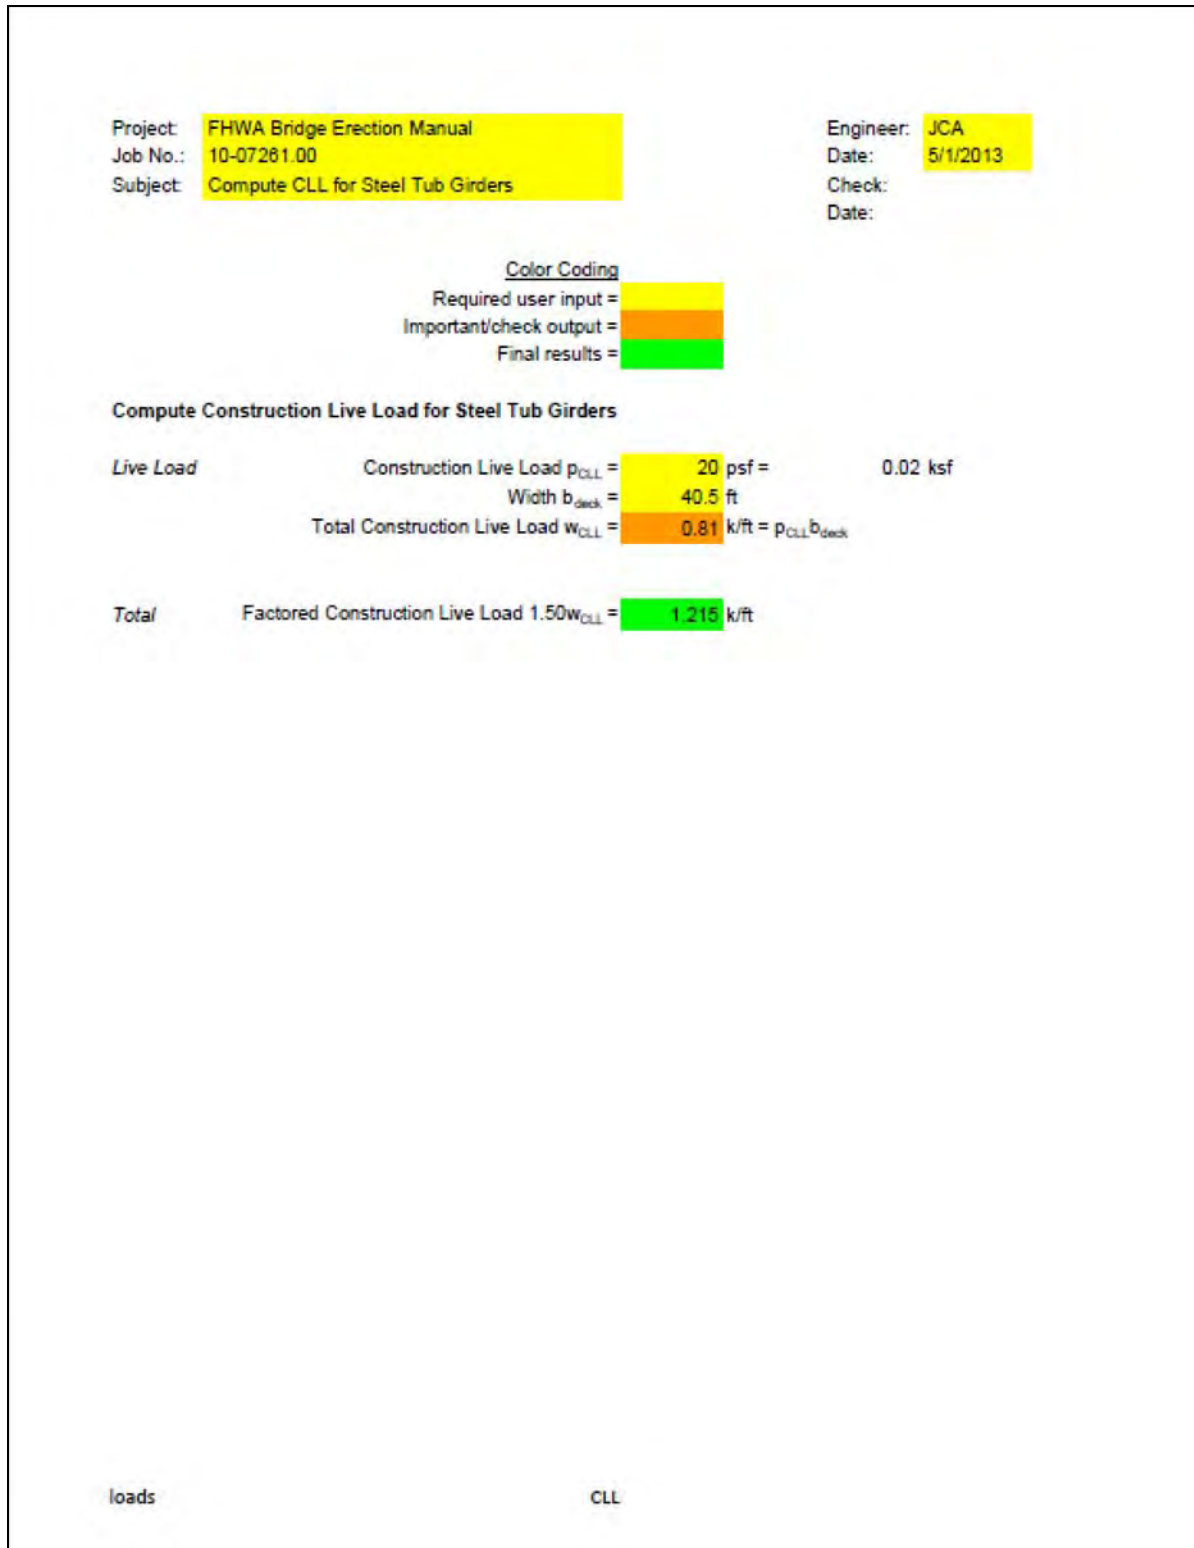 Project: FHWA Bridge Erection Manual Engineer: JCA
Job No.: 10-07261.00 Date: 5/1/2013
Subject: Compute CLL for Steel Tub Girders Check:
Date:
Color Coding
Required user input =
Important/check output =
Final results =
Compute Construction Live Load for Steel Tub Girders
Live Load Construction Live Load pCLL = 20 psf = 0.02 ksf
Width bdeck = 40.5 ft
Total Construction Live Load wCLL = 0.81 k/ft = pCLLbdeck
Total Factored Construction Live Load 1.50wCLL = 1.215 k/ft
loads CLL